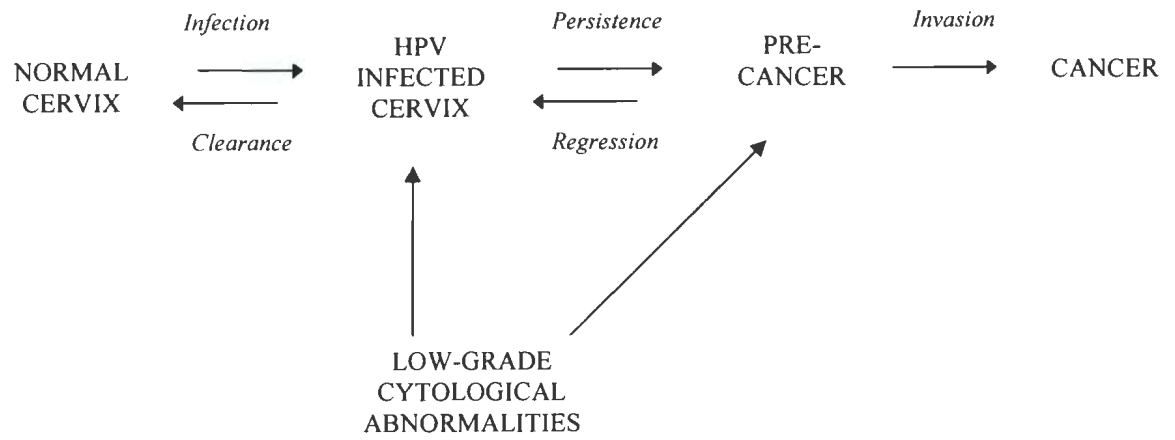 Infection
Persistence
Invasion
NORMAL
CERVIX
HPV
INFECTED
CERVIX
PRE-
CANCER
CANCER
Clearance
Regression
LOW-GRADE
CYTOLOGICAL
ABNORMALITIES